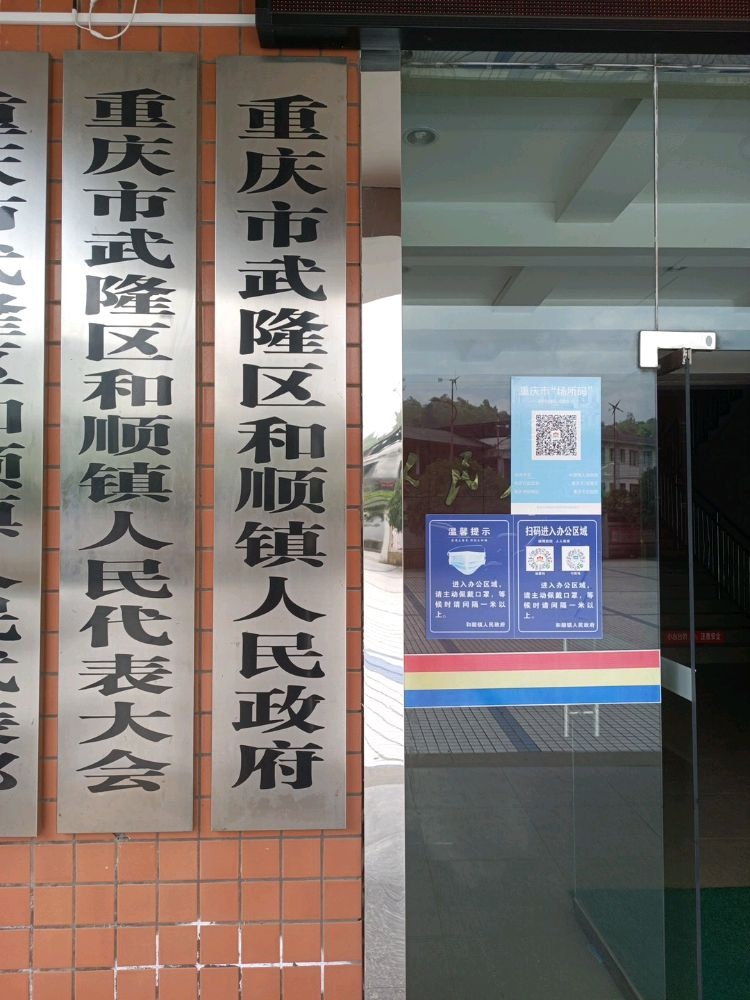 重庆市武隆区和顺镇人民政府
重庆市武隆区和顺镇人民代表大会
重庆市“场所码”
温馨提示
进入办公区域,
请主动佩戴口罩,等
候时请间隔一米以
上。
和顺镇人民政府
扫码进入办公区域
进入办公区域,
请主动佩戴口罩,等
候时请间隔一米以
上。
和顺镇人民政府
注意安全